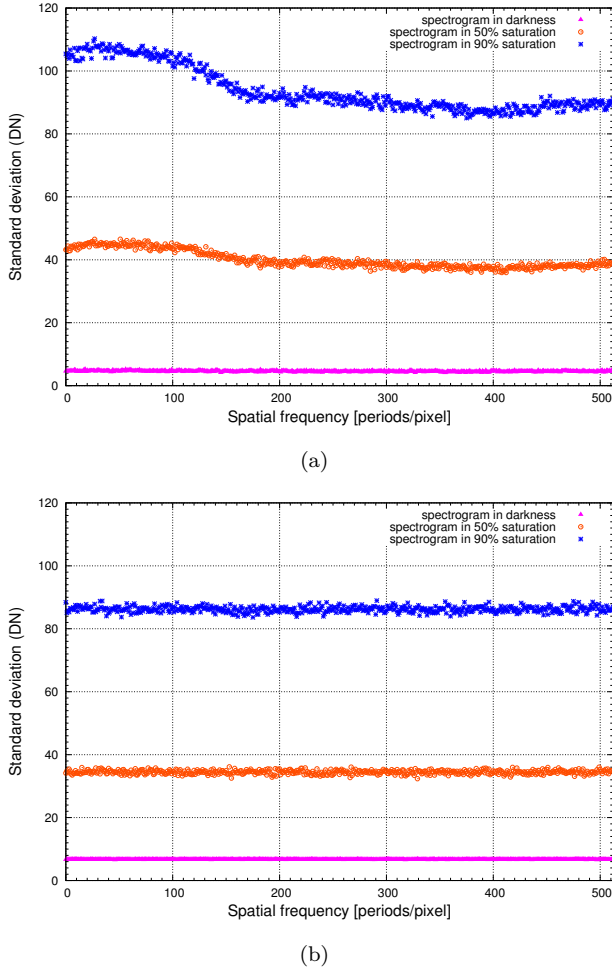 120
100
80
60
40
20
0
Standard deviation (DN)
spectrogram in darkness
spectrogram in 50% saturation
spectrogram in 90% saturation
0 100 200 300 400 500
Spatial frequency [periods/pixel]
(a)
120
100
80
60
40
20
0
Standard deviation (DN)
spectrogram in darkness
spectrogram in 50% saturation
spectrogram in 90% saturation
0 100 200 300 400 500
Spatial frequency [periods/pixel]
(b)